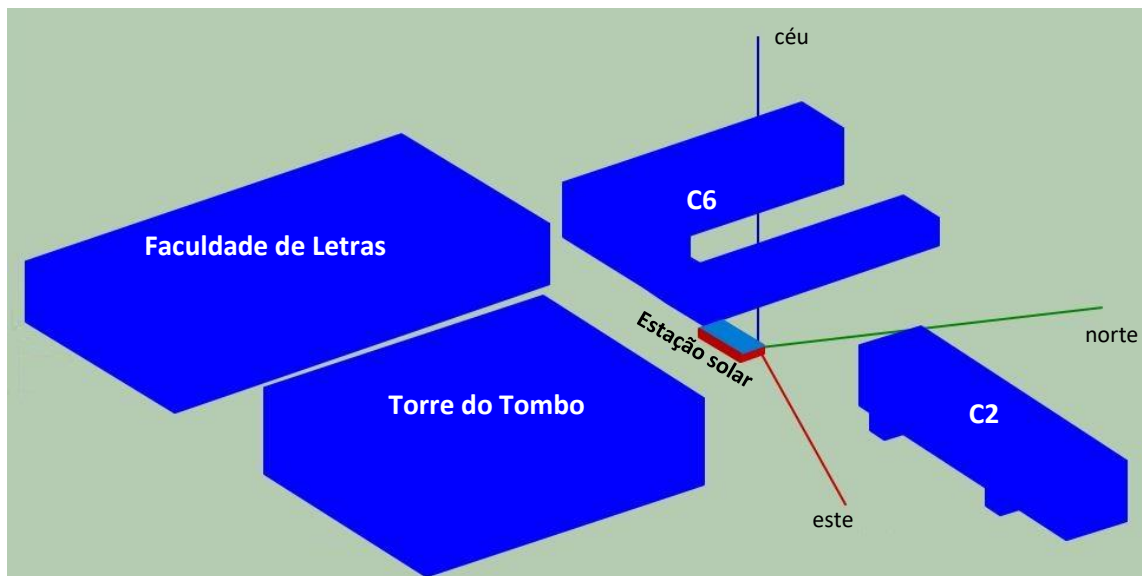 céu
C6
Faculdade de Letras
Estação solar
norte
Torre do Tombo
C2
este